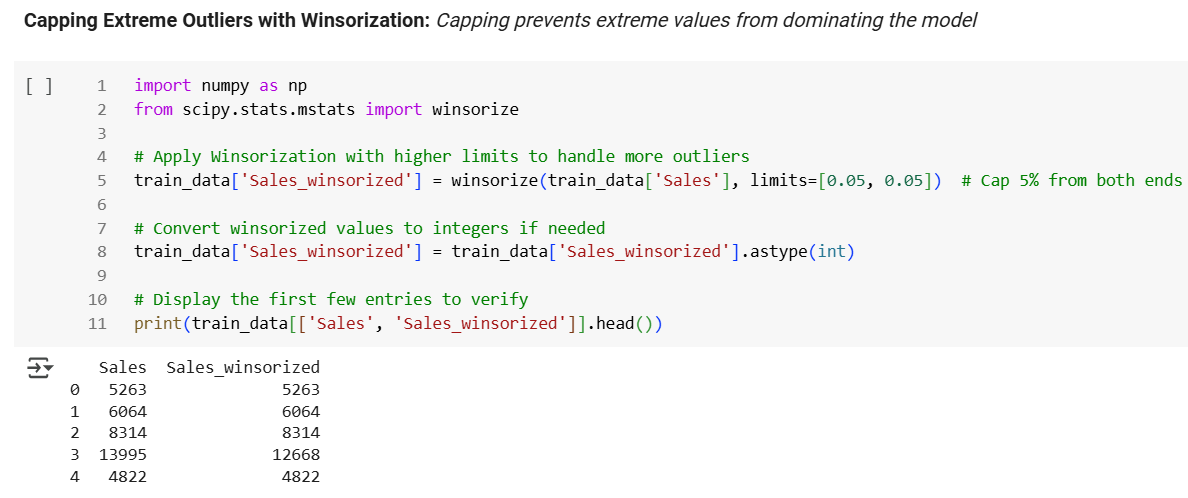 Capping Extreme Outliers with Winsorization: Capping prevents extreme values from dominating the model
[ ] 1 import numpy as np
2 from scipy.stats.mstats import winsorize
3
4 # Apply Winsorization with higher limits to handle more outliers
5 train_data['Sales_winsorized'] = winsorize(train_data['Sales'], limits=[0.05, 0.05])  # Cap 5% from both ends
6
7 # Convert winsorized values to integers if needed
8 train_data['Sales_winsorized'] = train_data['Sales_winsorized'].astype(int)
9
10 # Display the first few entries to verify
11 print(train_data[['Sales', 'Sales_winsorized']].head())
Sales  Sales_winsorized
0 5263 5263
1 6064 6064
2 8314 8314
3 13995 12668
4 4822 4822